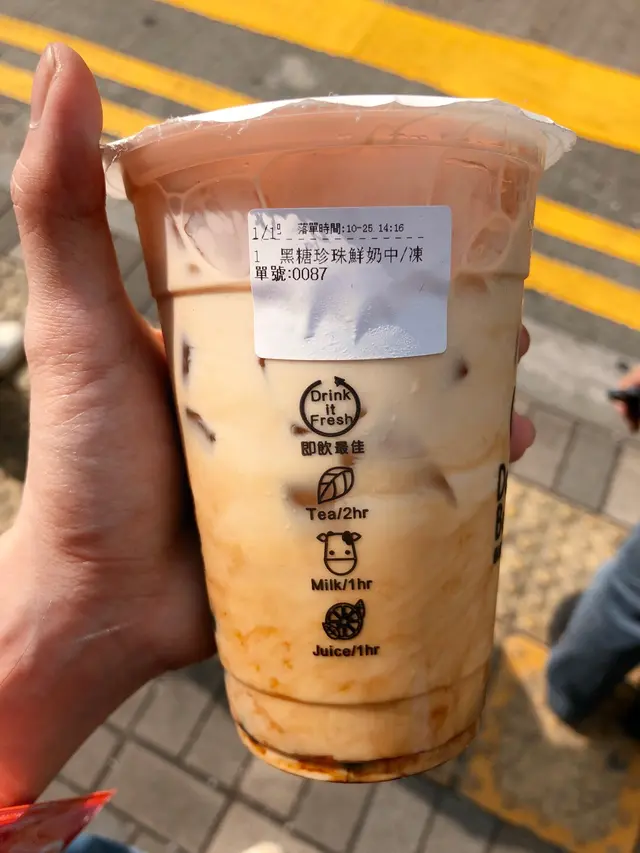 1/1 落單時間:10-25 14:16
1 黑糖珍珠鮮奶中/凍
單號:0087
Drink
it
Fresh
即飲最佳
Tea/2hr
Milk/1hr
Juice/1hr